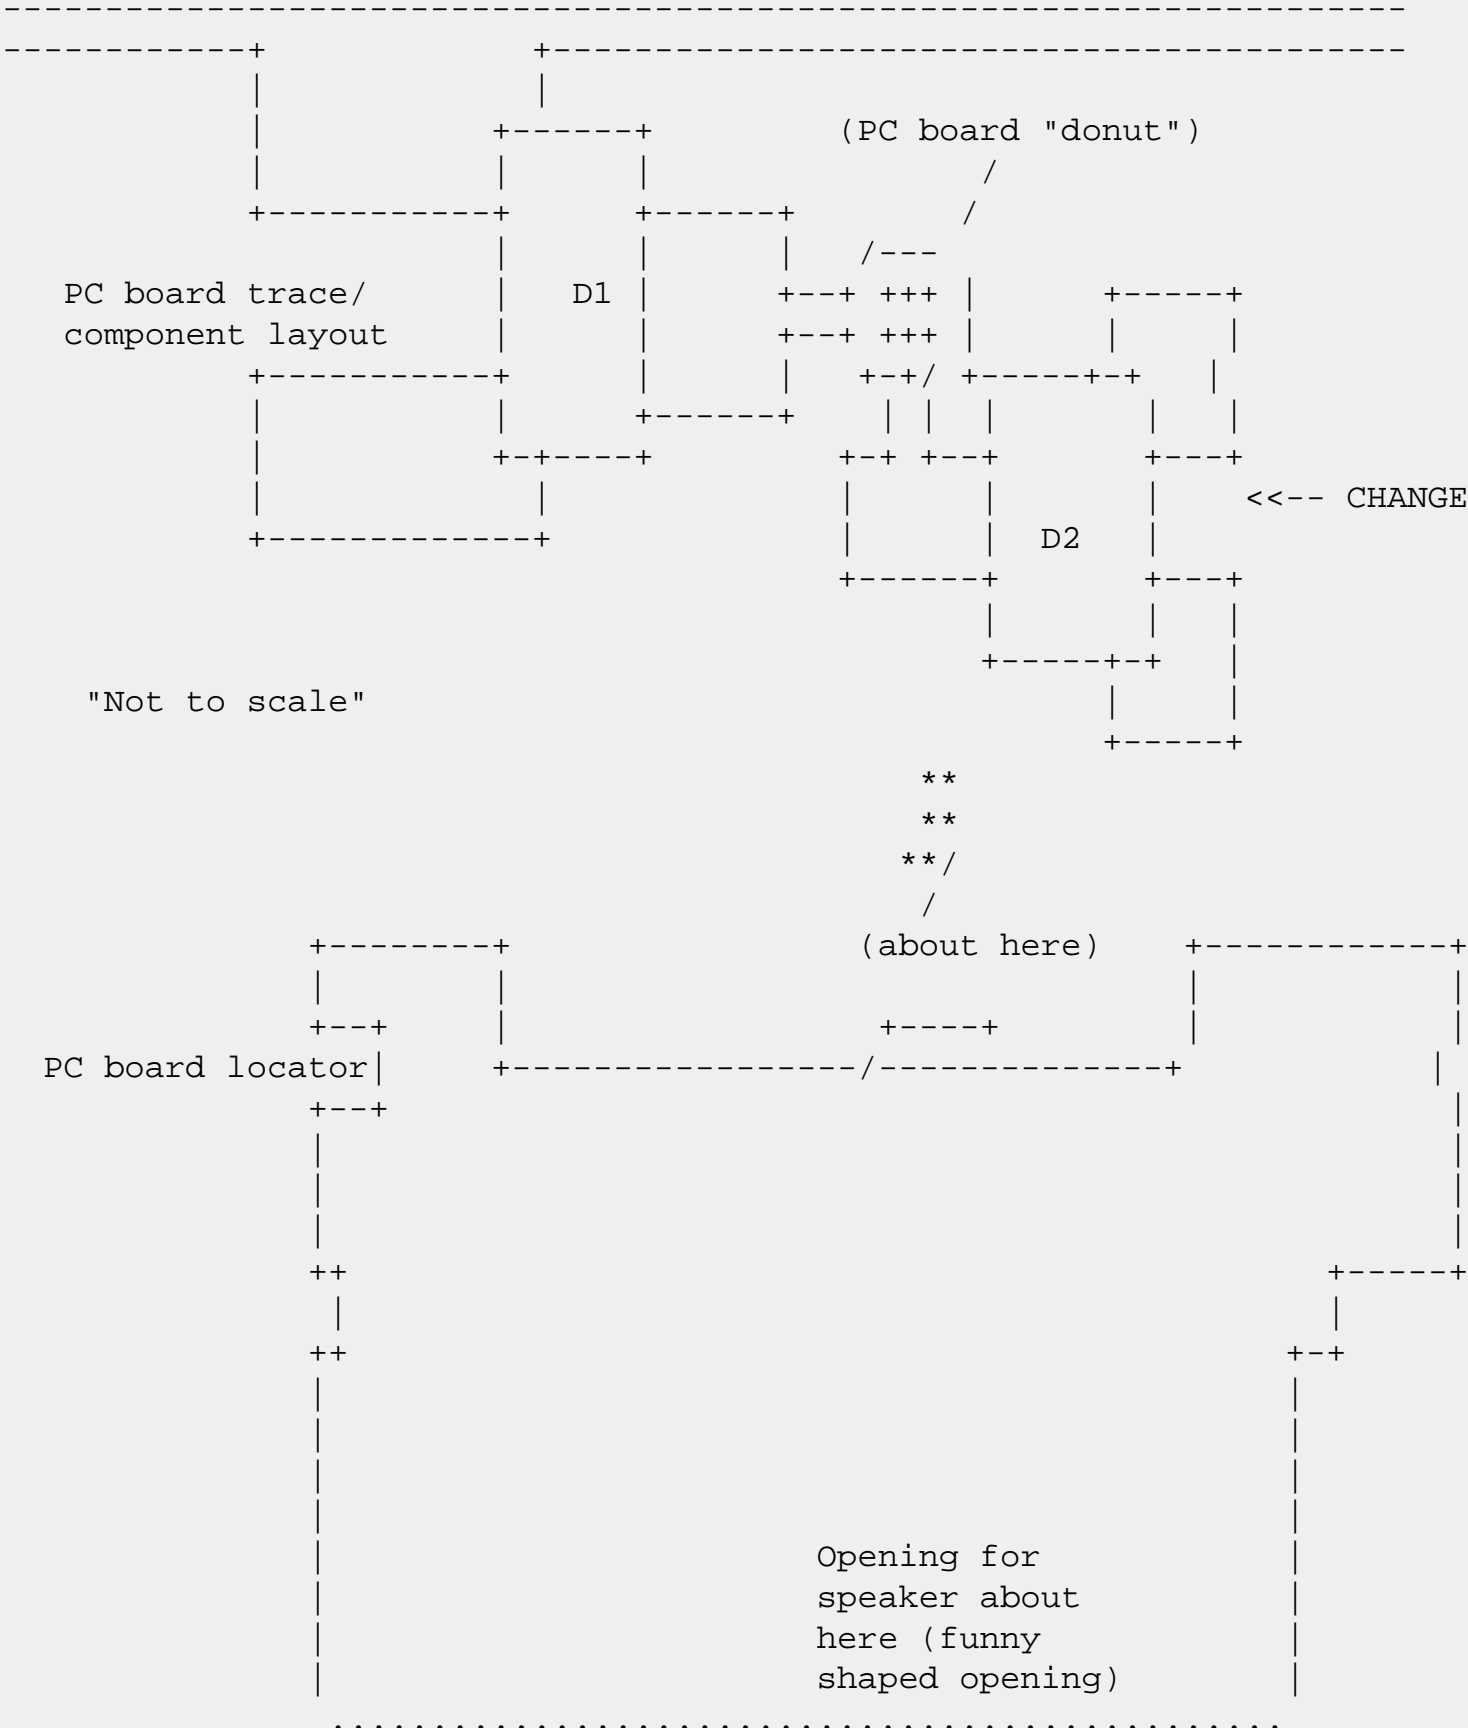 (PC board "donut")
D1
PC board trace/
component layout
<<-- CHANGE
D2
"Not to scale"
**
**
**/
(about here)
PC board locator
Opening for
speaker about
here (funny
shaped opening)